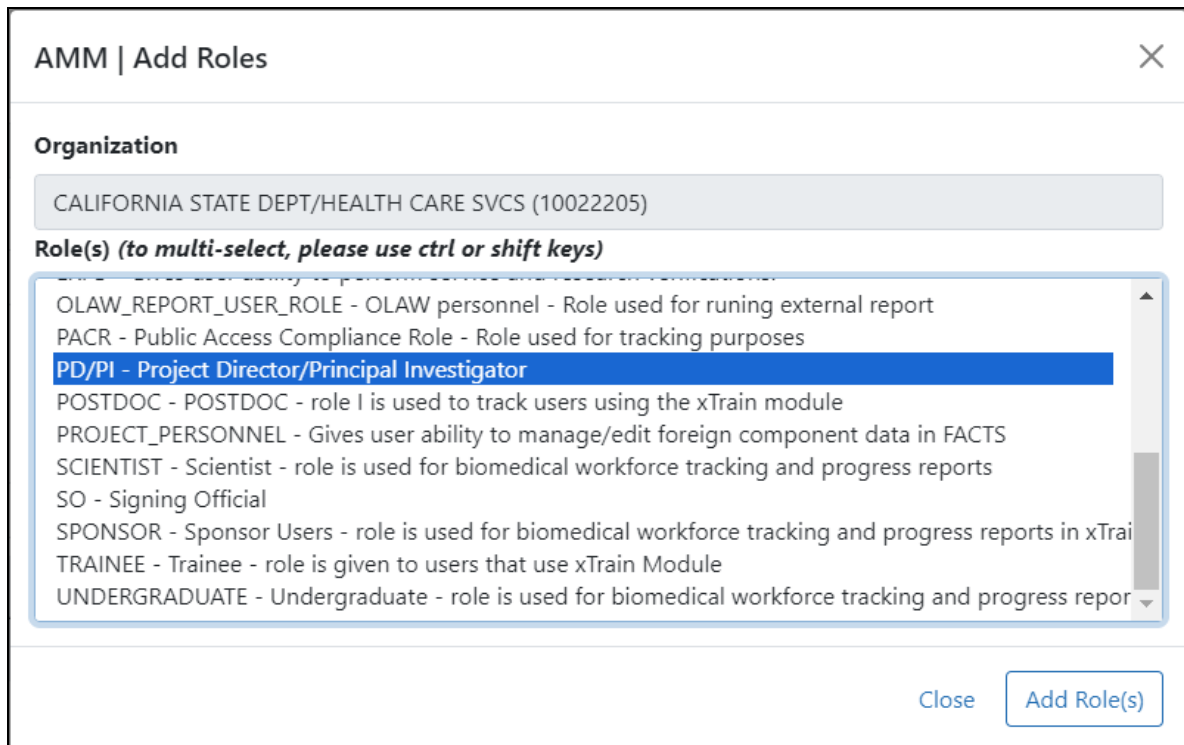 AMM | Add Roles
Organization
CALIFORNIA STATE DEPT/HEALTH CARE SVCS (10022205)
Role(s) (to multi-select, please use ctrl or shift keys)
OLAW_REPORT_USER_ROLE - OLAW personnel - Role used for runing external report
PACR - Public Access Compliance Role - Role used for tracking purposes
PD/PI - Project Director/Principal Investigator
POSTDOC - POSTDOC - role I is used to track users using the xTrain module
PROJECT_PERSONNEL - Gives user ability to manage/edit foreign component data in FACTS
SCIENTIST - Scientist - role is used for biomedical workforce tracking and progress reports
SO - Signing Official
SPONSOR - Sponsor Users - role is used for biomedical workforce tracking and progress reports in xTrai
TRAINEE - Trainee - role is given to users that use xTrain Module
UNDERGRADUATE - Undergraduate - role is used for biomedical workforce tracking and progress repor
Close
Add Role(s)